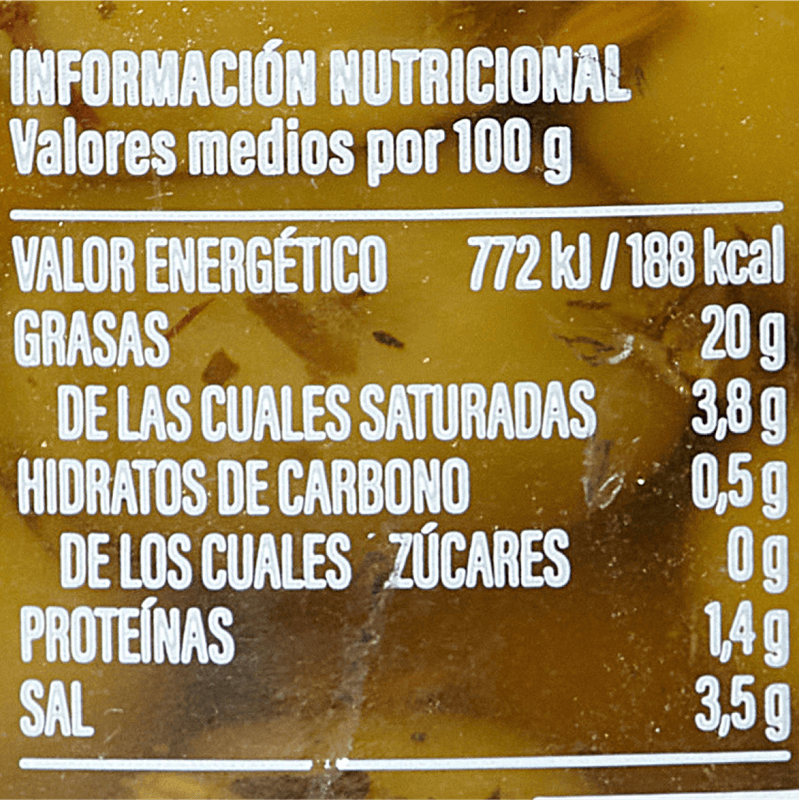 INFORMACIÓN NUTRICIONAL
Valores medios por 100 g
VALOR ENERGÉTICO 772 kJ / 188 kcal
GRASAS 20 g
DE LAS CUALES SATURADAS 3,8 g
HIDRATOS DE CARBONO 0,5 g
DE LOS CUALES ZÚCARES 0 g
PROTEÍNAS 1,4 g
SAL 3,5 g